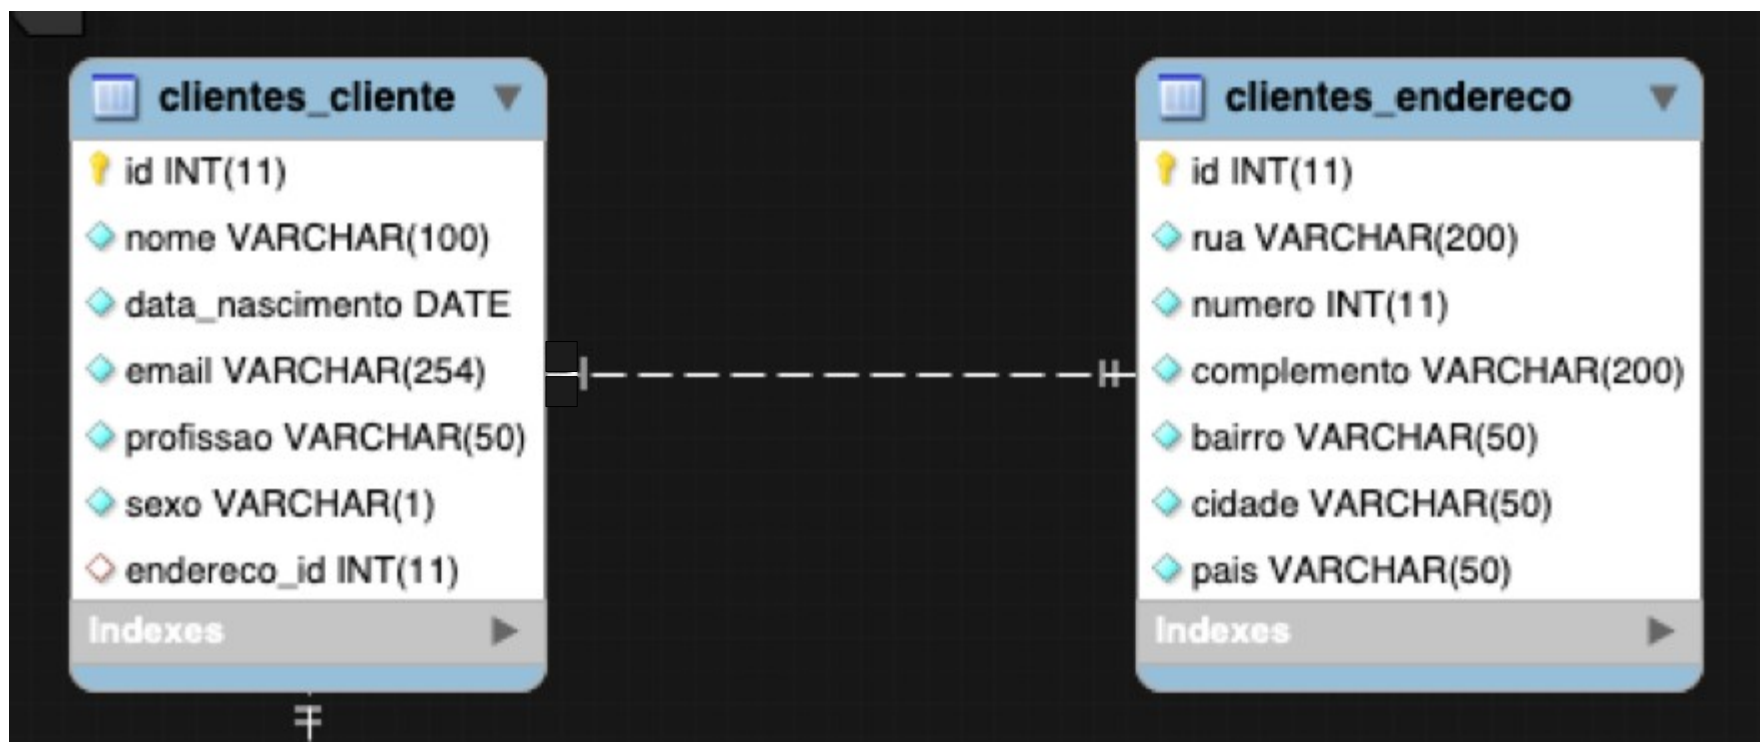 clientes_cliente
id INT(11)
nome VARCHAR(100)
data_nascimento DATE
email VARCHAR(254)
profissao VARCHAR(50)
sexo VARCHAR(1)
endereco_id INT(11)
Indexes
clientes_endereco
id INT(11)
rua VARCHAR(200)
numero INT(11)
complemento VARCHAR(200)
bairro VARCHAR(50)
cidade VARCHAR(50)
pais VARCHAR(50)
Indexes